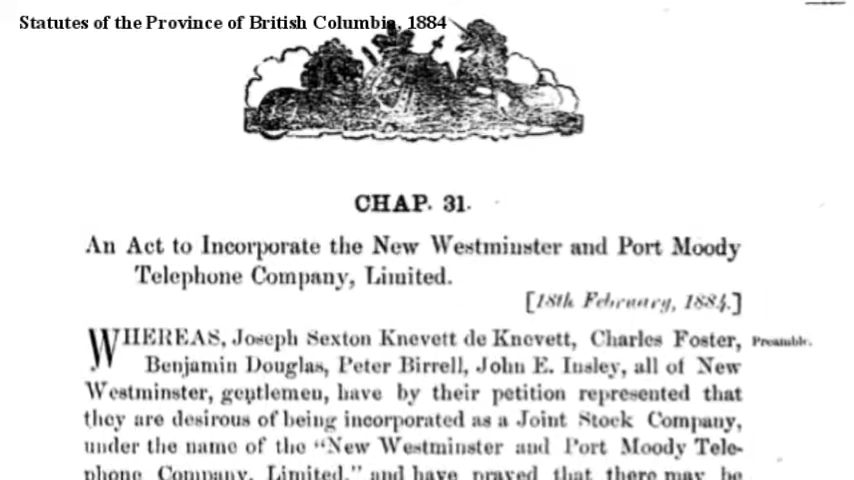 Statutes of the Province of British Columbia, 1884
CHAP. 31.
An Act to Incorporate the New Westminster and Port Moody
Telephone Company, Limited.
[18th February, 1884.]
WHEREAS, Joseph Sexton Knevett de Knevett, Charles Foster, Preamble.
Benjamin Douglas, Peter Birrell, John E. Insley, all of New
Westminster, gentlemen, have by their petition represented that
they are desirous of being incorporated as a Joint Stock Company,
under the name of the "New Westminster and Port Moody Tele-
phone Company, Limited," and have prayed that there may be